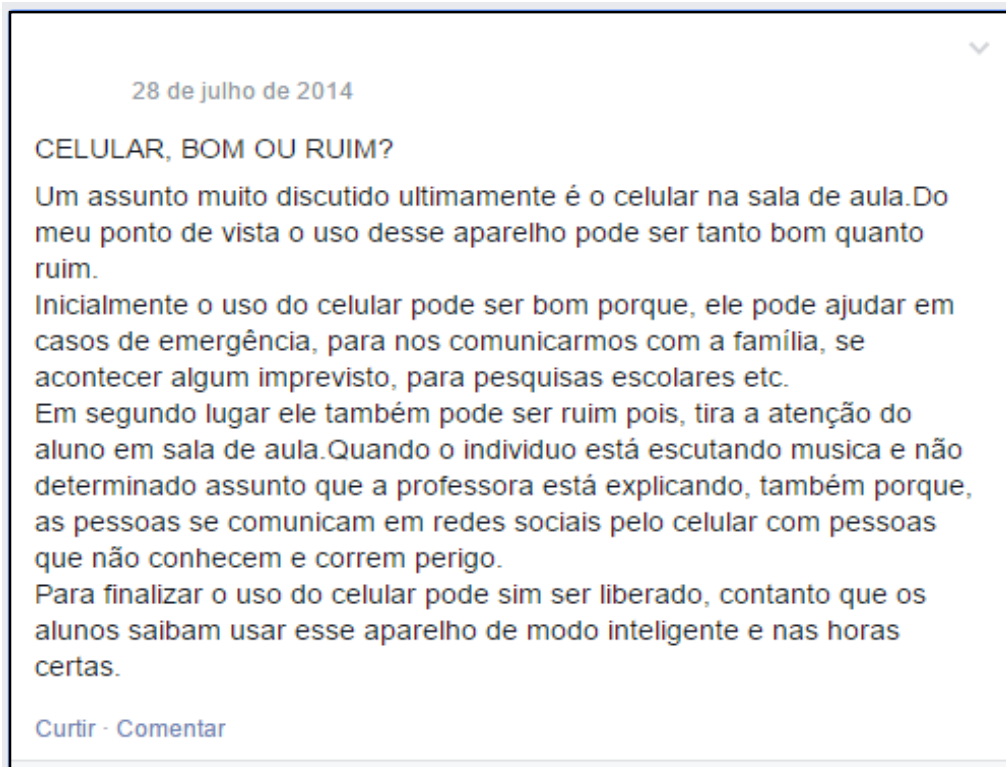 28 de julho de 2014
CELULAR, BOM OU RUIM?
Um assunto muito discutido ultimamente é o celular na sala de aula.Do
meu ponto de vista o uso desse aparelho pode ser tanto bom quanto
ruim.
Inicialmente o uso do celular pode ser bom porque, ele pode ajudar em
casos de emergência, para nos comunicarmos com a família, se
acontecer algum imprevisto, para pesquisas escolares etc.
Em segundo lugar ele também pode ser ruim pois, tira a atenção do
aluno em sala de aula.Quando o individuo está escutando musica e não
determinado assunto que a professora está explicando, também porque,
as pessoas se comunicam em redes sociais pelo celular com pessoas
que não conhecem e correm perigo.
Para finalizar o uso do celular pode sim ser liberado, contanto que os
alunos saibam usar esse aparelho de modo inteligente e nas horas
certas.
Curtir · Comentar